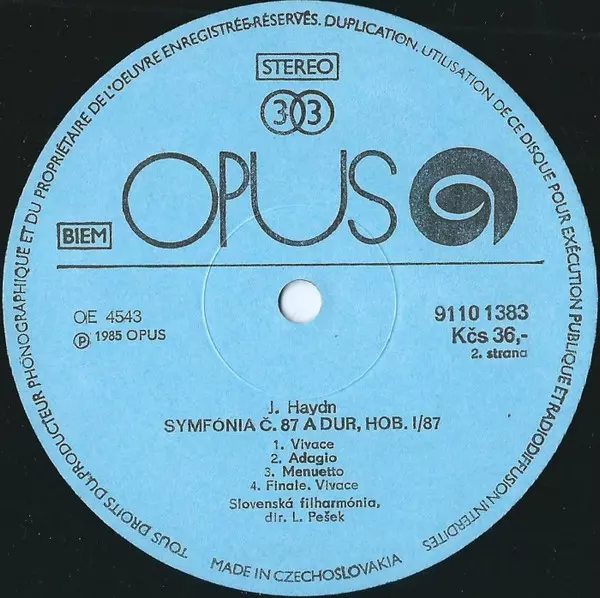 TOUS DROITS DU PRODUCTEUR PHONOGRAPHIQUE ET DU PROPRIÉTAIRE DE L'OEUVRE ENREGISTRÉE-RÉSERVÉS. DUPLICATION, UTILISATION DE CE DISQUE POUR EXÉCUTION PUBLIQUE ET RADIODIFFUSION INTERDITES
STEREO
33
OPUS
BIEM
OE 4543
℗ 1985 OPUS
9110 1383
Kčs 36,-
2. strana
J. Haydn
SYMFÓNIA Č. 87 A DUR, HOB. I/87
1. Vivace
2. Adagio
3. Menuetto
4. Finale. Vivace
Slovenská filharmónia,
dir. L. Pešek
MADE IN CZECHOSLOVAKIA